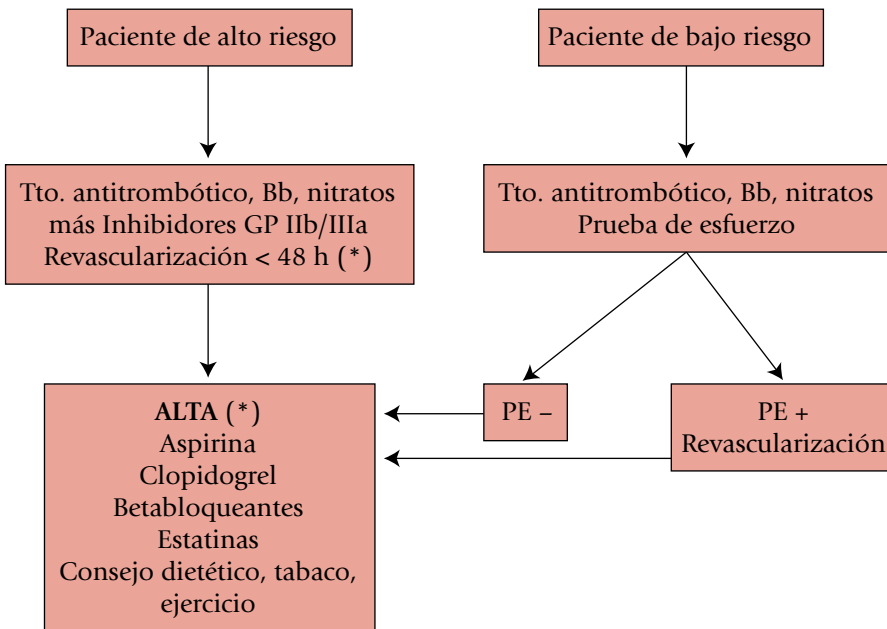 Paciente de alto riesgo
Paciente de bajo riesgo
Tto. antitrombótico, Bb, nitratos
más Inhibidores GP IIb/IIIa
Revascularización < 48 h (*)
Tto. antitrombótico, Bb, nitratos
Prueba de esfuerzo
ALTA (*)
Aspirina
Clopidogrel
Betabloqueantes
Estatinas
Consejo dietético, tabaco,
ejercicio
PE –
PE +
Revascularización